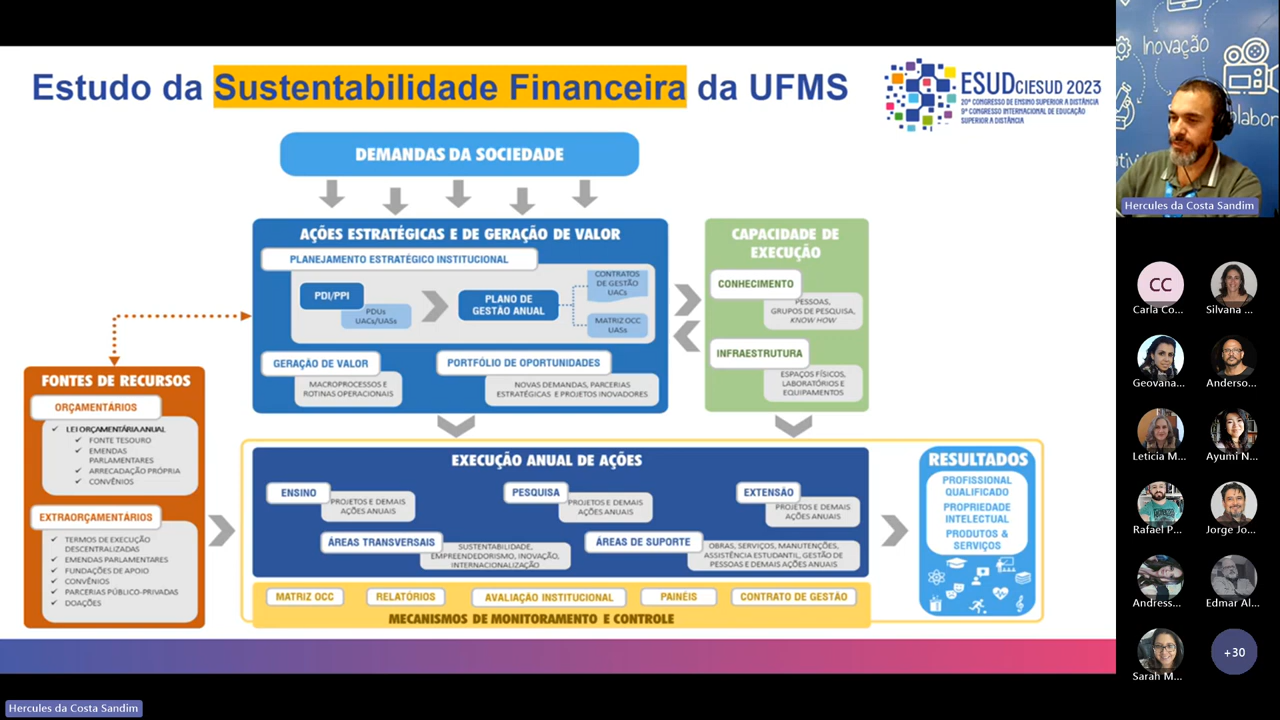 Estudo da Sustentabilidade Financeira da UFMS
ESUDCIESUD 2023
20º CONGRESSO DE ENSINO SUPERIOR A DISTÂNCIA
9º CONGRESSO INTERNACIONAL DE EDUCAÇÃO
SUPERIOR A DISTÂNCIA
DEMANDAS DA SOCIEDADE
AÇÕES ESTRATÉGICAS E DE GERAÇÃO DE VALOR
PLANEJAMENTO ESTRATÉGICO INSTITUCIONAL
PDI/PPI
PDUs
UACs/UASs
PLANO DE
GESTÃO ANUAL
CONTRATOS
DE GESTÃO
UACs
MATRIZ OCC
UASs
GERAÇÃO DE VALOR
MACROPROCESSOS E
ROTINAS OPERACIONAIS
PORTFÓLIO DE OPORTUNIDADES
NOVAS DEMANDAS, PARCERIAS
ESTRATÉGICAS E PROJETOS INOVADORES
CAPACIDADE DE
EXECUÇÃO
CONHECIMENTO
PESSOAS,
GRUPOS DE PESQUISA,
KNOW HOW
INFRAESTRUTURA
ESPAÇOS FÍSICOS,
LABORATÓRIOS E
EQUIPAMENTOS
FONTES DE RECURSOS
ORÇAMENTÁRIOS
LEI ORÇAMENTÁRIA ANUAL
FONTE TESOURO
EMENDAS
PARLAMENTARES
ARRECADAÇÃO PRÓPRIA
CONVÊNIOS
EXTRAORÇAMENTÁRIOS
TERMOS DE EXECUÇÃO
DESCENTRALIZADAS
EMENDAS PARLAMENTARES
FUNDAÇÕES DE APOIO
CONVÊNIOS
PARCERIAS PÚBLICO-PRIVADAS
DOAÇÕES
EXECUÇÃO ANUAL DE AÇÕES
ENSINO
PROJETOS E DEMAIS
AÇÕES ANUAIS
PESQUISA
PROJETOS E DEMAIS
AÇÕES ANUAIS
EXTENSÃO
PROJETOS E DEMAIS
AÇÕES ANUAIS
ÁREAS TRANSVERSAIS
SUSTENTABILIDADE,
EMPREENDEDORISMO, INOVAÇÃO,
INTERNACIONALIZAÇÃO
ÁREAS DE SUPORTE
OBRAS, SERVIÇOS, MANUTENÇÕES,
ASSISTÊNCIA ESTUDANTIL, GESTÃO DE
PESSOAS E DEMAIS AÇÕES ANUAIS
MATRIZ OCC
RELATÓRIOS
AVALIAÇÃO INSTITUCIONAL
PAINÉIS
CONTRATO DE GESTÃO
MECANISMOS DE MONITORAMENTO E CONTROLE
RESULTADOS
PROFISSIONAL
QUALIFICADO
PROPRIEDADE
INTELECTUAL
PRODUTOS &
SERVIÇOS
Inovação
Hercules da Costa Sandim
CC
Carla Co...
Silvana ...
Geovana...
Anderso...
Leticia M...
Ayumi N...
Rafael P...
Jorge Jo...
Andress...
Edmar Al...
Sarah M...
+30
Hercules da Costa Sandim